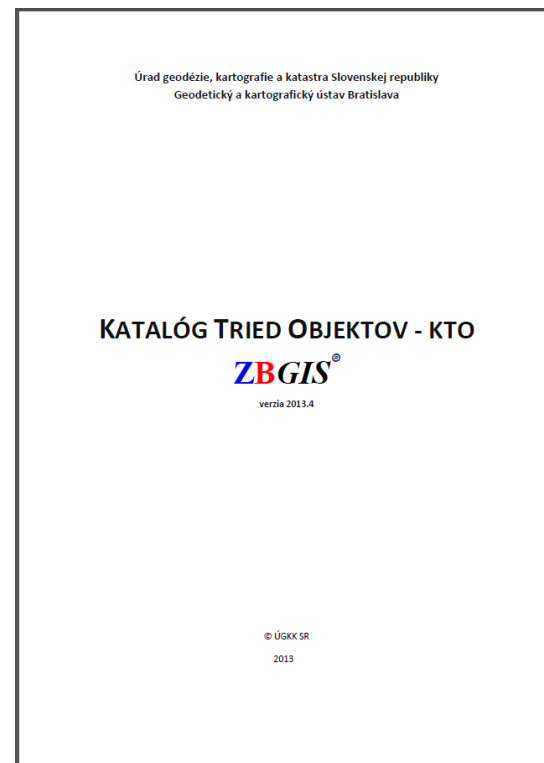 Úrad geodézie, kartografie a katastra Slovenskej republiky
Geodetický a kartografický ústav Bratislava
KATALÓG TRIED OBJEKTOV - KTO
ZBGIS®
verzia 2013.4
© ÚGKK SR
2013